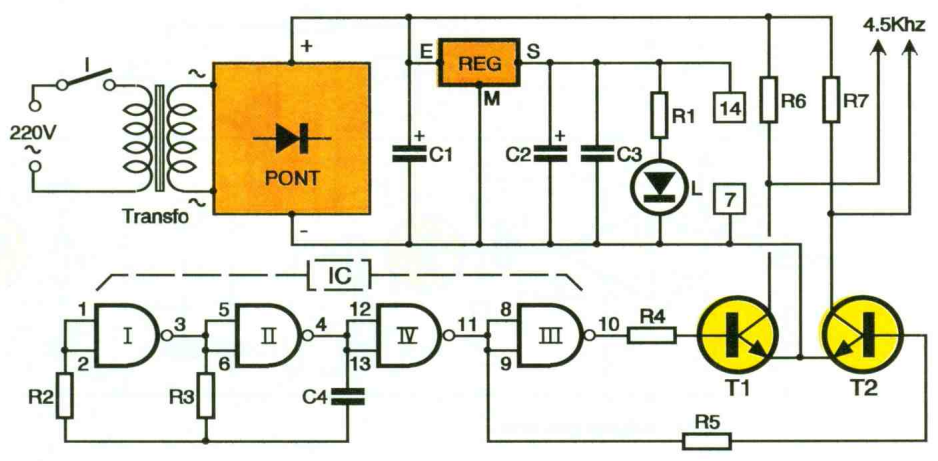 4.5Khz
I
220V
~
Transfo
~
~
+
PONT
-
E
REG
S
M
+
C1
+
C2
C3
R1
L
14
7
R6
R7
IC
1
2
I
3
5
6
II
4
12
13
IV
11
8
9
III
10
R4
T1
T2
R2
R3
C4
R5